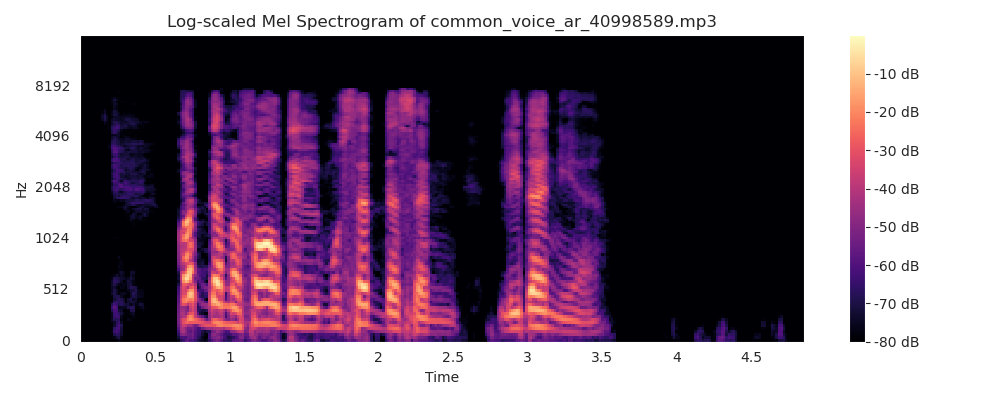 Log-scaled Mel Spectrogram of common_voice_ar_40998589.mp3
Hz
8192
4096
2048
1024
512
0
0 0.5 1 1.5 2 2.5 3 3.5 4 4.5
Time
-10 dB
-20 dB
-30 dB
-40 dB
-50 dB
-60 dB
-70 dB
-80 dB